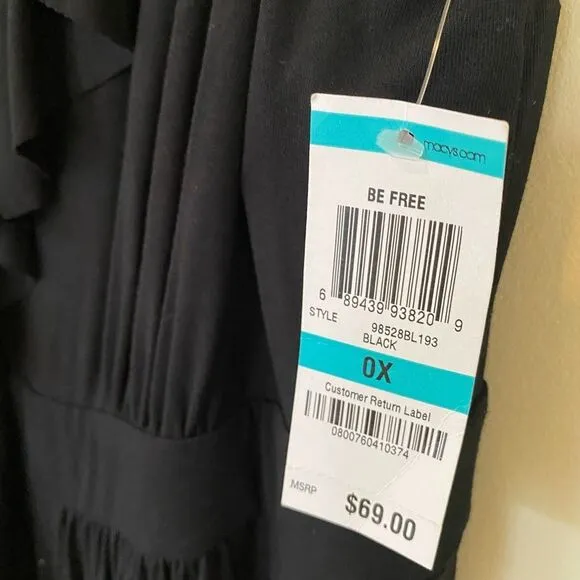 macys.com
BE FREE
6 89439 93820 9
STYLE 98528BL193
BLACK
0X
Customer Return Label
0800760410374
MSRP
$69.00